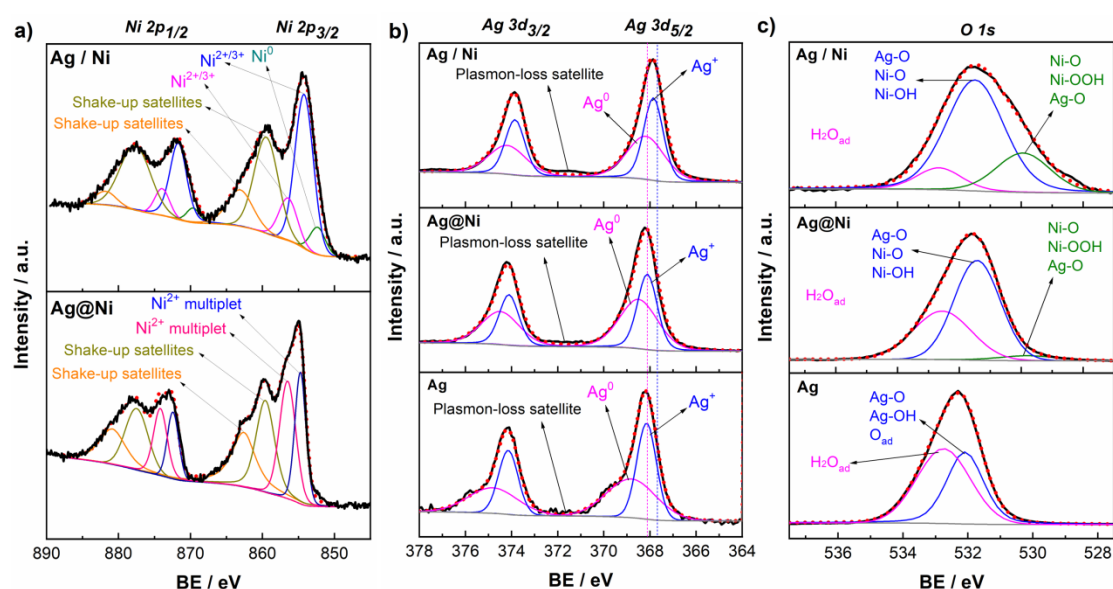 a)
Ni 2p1/2
Ni 2p3/2
Ag / Ni
Ni2+/3+
Ni0
Ni2+/3+
Shake-up satellites
Shake-up satellites
Ag@Ni
Ni2+ multiplet
Ni2+ multiplet
Shake-up satellites
Shake-up satellites
Intensity / a.u.
890 880 870 860 850
BE / eV
b)
Ag 3d3/2
Ag 3d5/2
Ag / Ni
Plasmon-loss satellite
Ag+
Ag0
Ag@Ni
Ag0
Plasmon-loss satellite
Ag+
Ag
Ag0
Plasmon-loss satellite
Ag+
Intensity / a.u.
378 376 374 372 370 368 366 364
BE / eV
c)
O 1s
Ag / Ni
Ag-O
Ni-O
Ni-OH
Ni-O
Ni-OOH
Ag-O
H2Oad
Ag@Ni
Ag-O
Ni-O
Ni-OH
Ni-O
Ni-OOH
Ag-O
H2Oad
Ag
Ag-O
Ag-OH
Oad
H2Oad
Intensity / a.u.
536 534 532 530 528
BE / eV